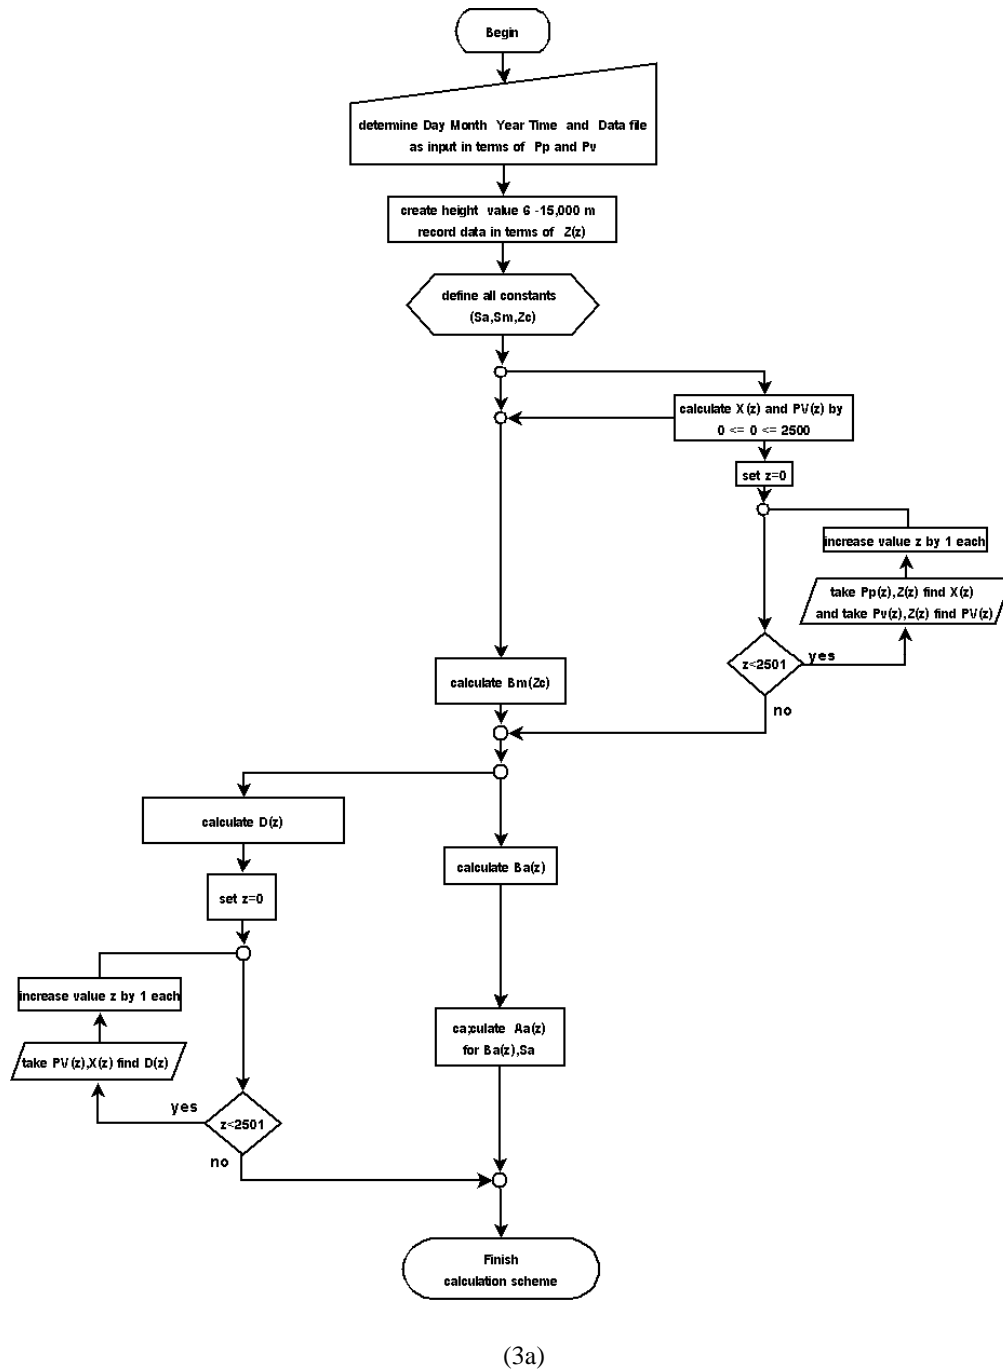 Begin
determine Day Month Year Time and Data file
as input in terms of Pp and Pv
create height value 6 -15,000 m
record data in terms of Z(z)
define all constants
(Sa,Sm,Zc)
calculate X(z) and PV(z) by
0 <= 0 <= 2500
set z=0
increase value z by 1 each
take Pp(z),Z(z) find X(z)
and take Pv(z),Z(z) find PV(z)
z<2501
yes
no
calculate Bm(Zc)
calculate D(z)
set z=0
increase value z by 1 each
take PV(z),X(z) find D(z)
z<2501
yes
no
calculate Ba(z)
ca;culate Aa(z)
for Ba(z),Sa
Finish
calculation scheme
(3a)